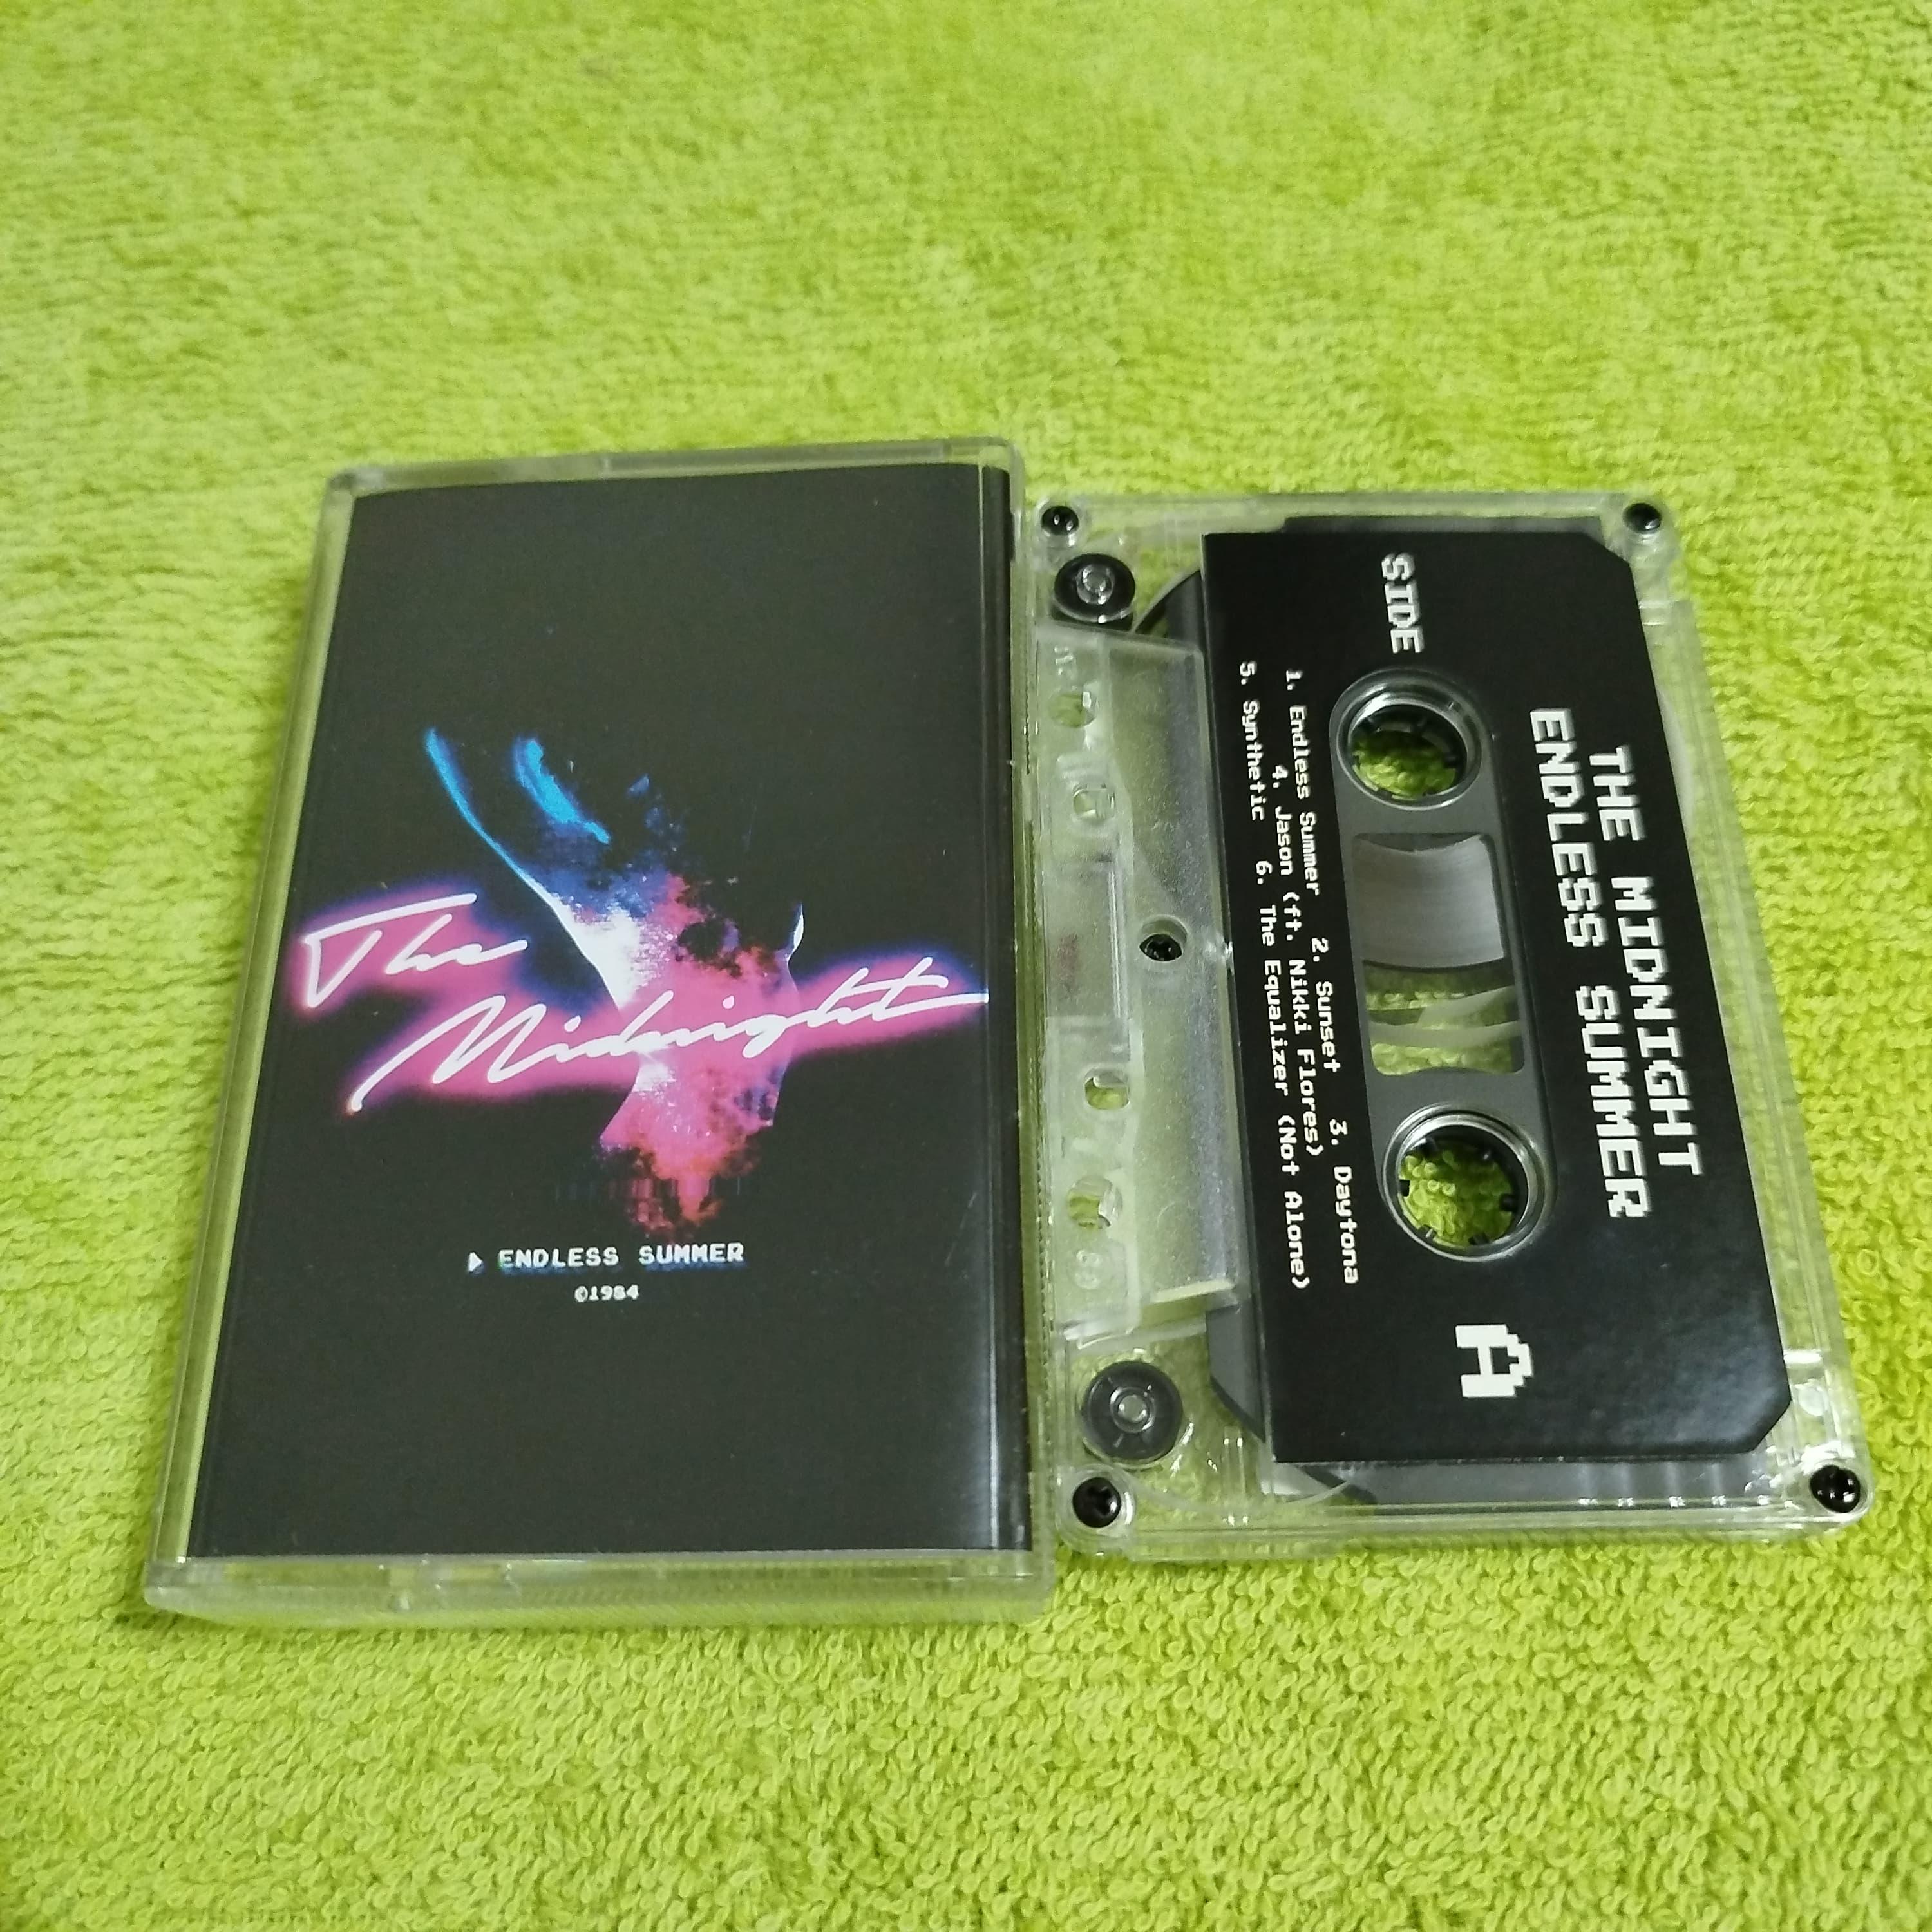 The
Midnight
ENDLESS SUMMER
©1984
THE MIDNIGHT
ENDLESS SUMMER
SIDE
A
1. Endless Summer 2. Sunset 3. Daytona
4. Jason (ft. Nikki Flores)
5. Synthetic 6. The Equalizer (Not Alone)